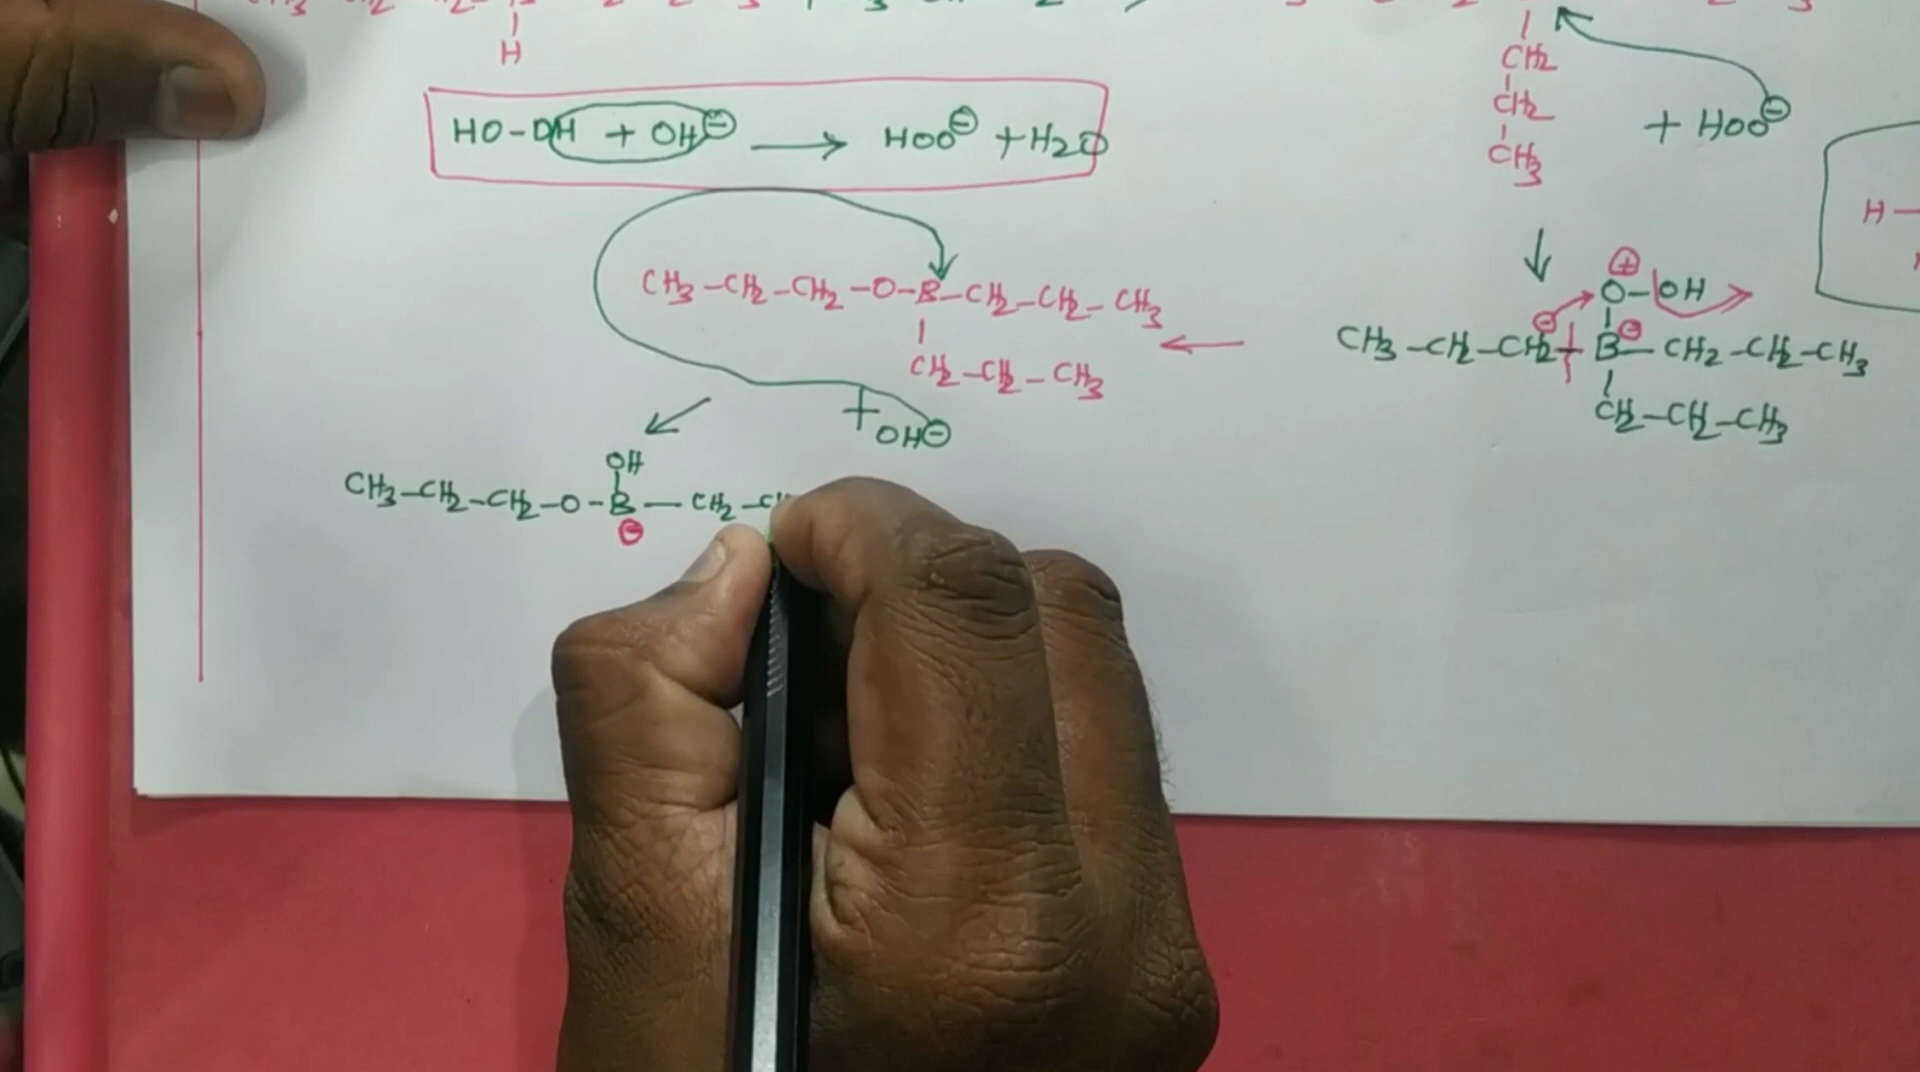 H
HO-OH + OH⊖ ⟶ HOO⊖ + H2O
CH2
CH2
CH3
+ HOO⊖
H—
CH3-CH2-CH2-O-B-CH2-CH2-CH3
CH2-CH2-CH3
+ OH⊖
⊕
O-OH
⊖
CH3-CH2-CH2-B-CH2-CH2-CH3
⊖
CH2-CH2-CH3
OH
CH3-CH2-CH2-O-B-CH2-
⊖